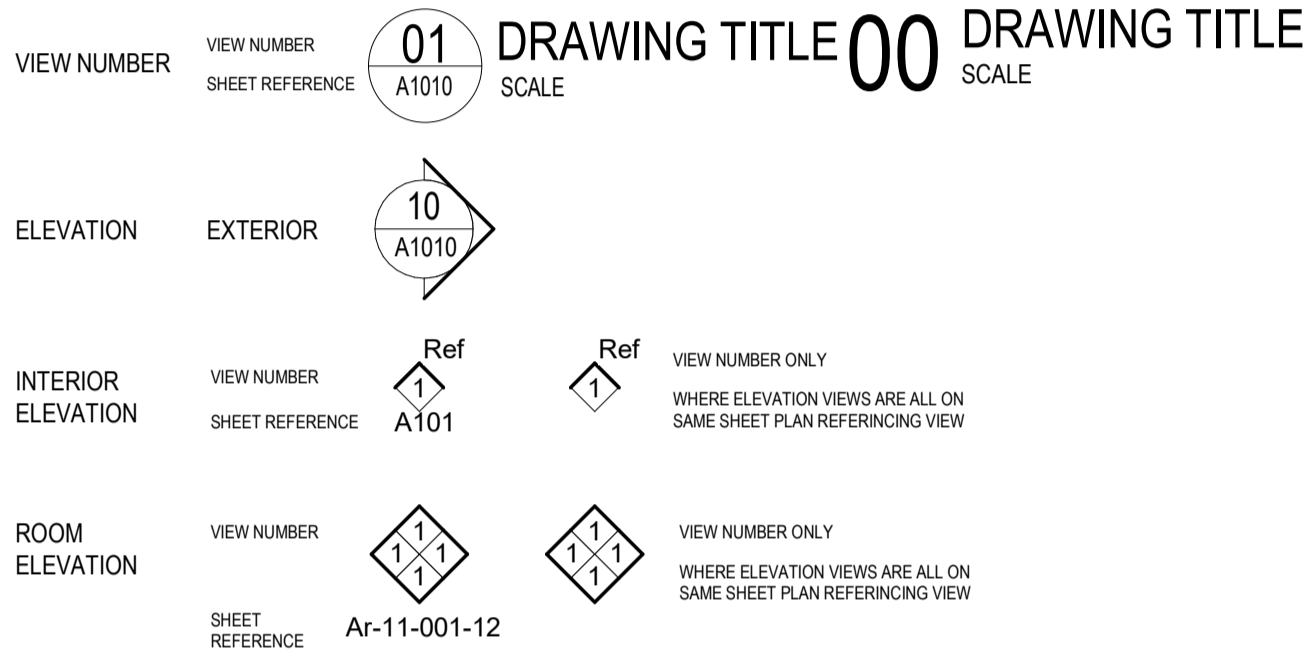 VIEW NUMBER
VIEW NUMBER
SHEET REFERENCE
01
A1010
DRAWING TITLE
SCALE
00
DRAWING TITLE
SCALE
ELEVATION
EXTERIOR
10
A1010
INTERIOR
ELEVATION
VIEW NUMBER
SHEET REFERENCE
Ref
1
A101
Ref
1
VIEW NUMBER ONLY
WHERE ELEVATION VIEWS ARE ALL ON
SAME SHEET PLAN REFERINCING VIEW
ROOM
ELEVATION
VIEW NUMBER
SHEET
REFERENCE
1
1 1
1
Ar-11-001-12
1
1 1
1
VIEW NUMBER ONLY
WHERE ELEVATION VIEWS ARE ALL ON
SAME SHEET PLAN REFERINCING VIEW